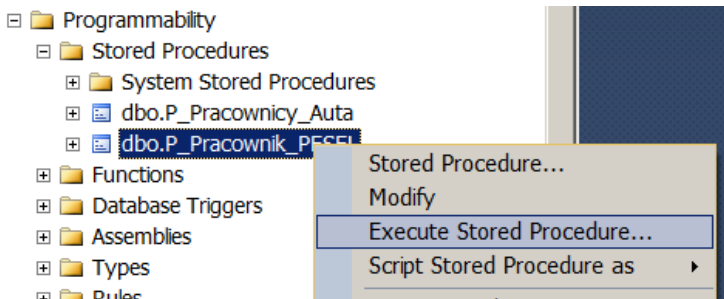 Programmability
Stored Procedures
System Stored Procedures
dbo.P_Pracownicy_Auta
dbo.P_Pracownik_PESEL
Functions
Database Triggers
Assemblies
Types
Rules
Stored Procedure...
Modify
Execute Stored Procedure...
Script Stored Procedure as